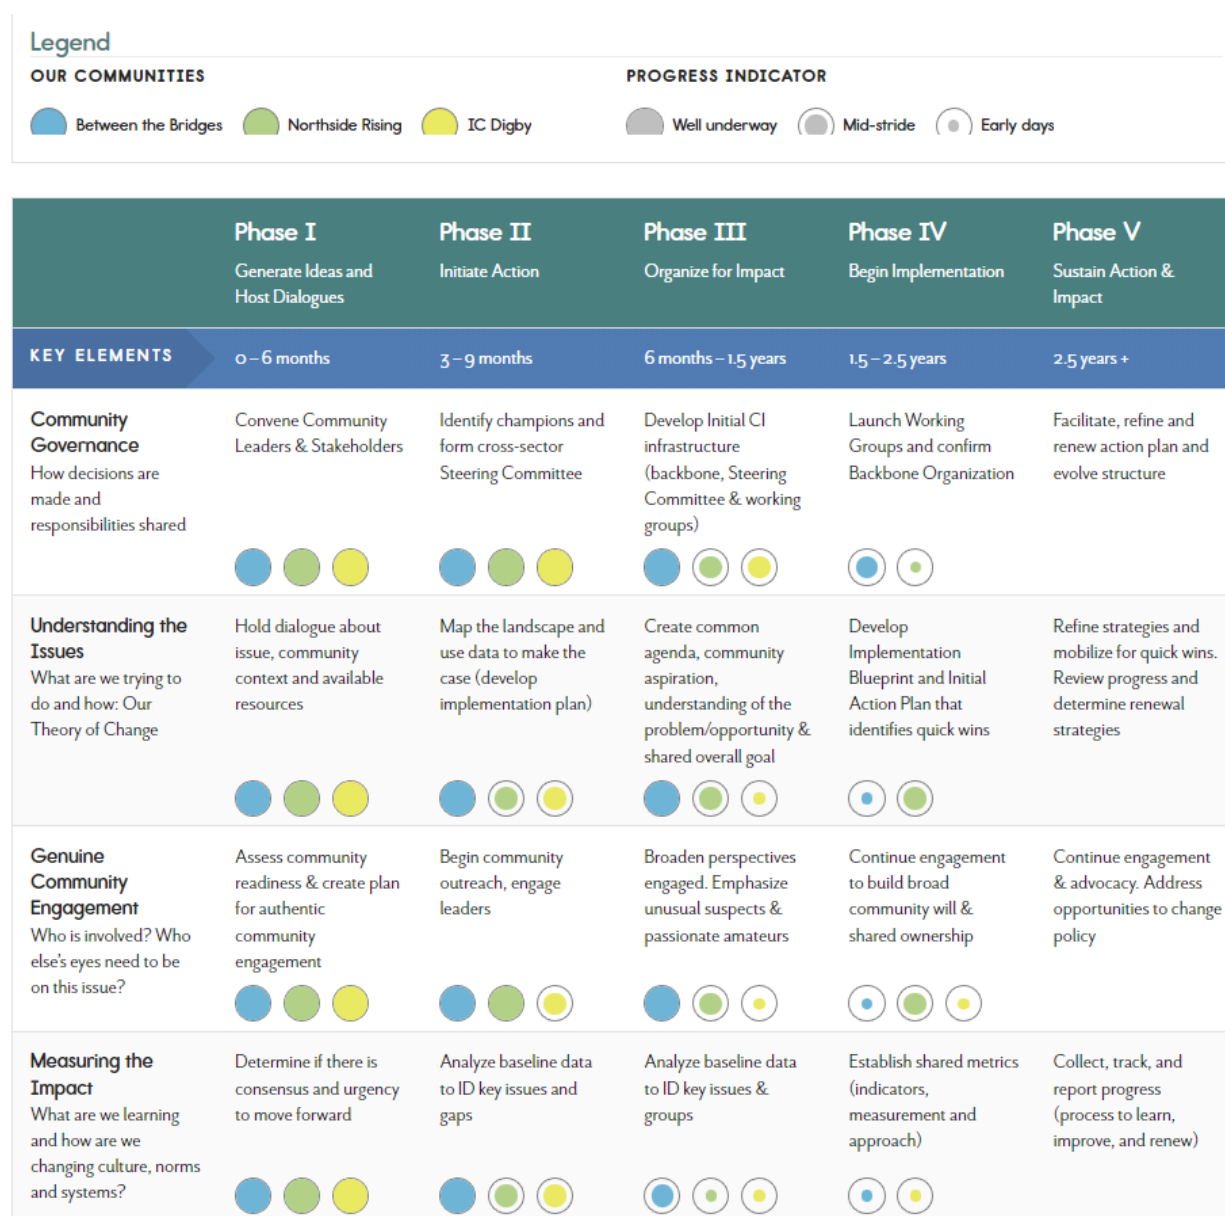 Legend
OUR COMMUNITIES
PROGRESS INDICATOR
Between the Bridges
Northside Rising
IC Digby
Well underway
Mid-stride
Early days
Phase I
Generate Ideas and
Host Dialogues
Phase II
Initiate Action
Phase III
Organize for Impact
Phase IV
Begin Implementation
Phase V
Sustain Action &
Impact
KEY ELEMENTS
0 – 6 months
3 – 9 months
6 months – 1.5 years
1.5 – 2.5 years
2.5 years +
Community
Governance
How decisions are
made and
responsibilities shared
Convene Community
Leaders & Stakeholders
Identify champions and
form cross-sector
Steering Committee
Develop Initial CI
infrastructure
(backbone, Steering
Committee & working
groups)
Launch Working
Groups and confirm
Backbone Organization
Facilitate, refine and
renew action plan and
evolve structure
Understanding the
Issues
What are we trying to
do and how: Our
Theory of Change
Hold dialogue about
issue, community
context and available
resources
Map the landscape and
use data to make the
case (develop
implementation plan)
Create common
agenda, community
aspiration,
understanding of the
problem/opportunity &
shared overall goal
Develop
Implementation
Blueprint and Initial
Action Plan that
identifies quick wins
Refine strategies and
mobilize for quick wins.
Review progress and
determine renewal
strategies
Genuine
Community
Engagement
Who is involved? Who
else's eyes need to be
on this issue?
Assess community
readiness & create plan
for authentic
community
engagement
Begin community
outreach, engage
leaders
Broaden perspectives
engaged. Emphasize
unusual suspects &
passionate amateurs
Continue engagement
to build broad
community will &
shared ownership
Continue engagement
& advocacy. Address
opportunities to change
policy
Measuring the
Impact
What are we learning
and how are we
changing culture, norms
and systems?
Determine if there is
consensus and urgency
to move forward
Analyze baseline data
to ID key issues and
gaps
Analyze baseline data
to ID key issues &
groups
Establish shared metrics
(indicators,
measurement and
approach)
Collect, track, and
report progress
(process to learn,
improve, and renew)